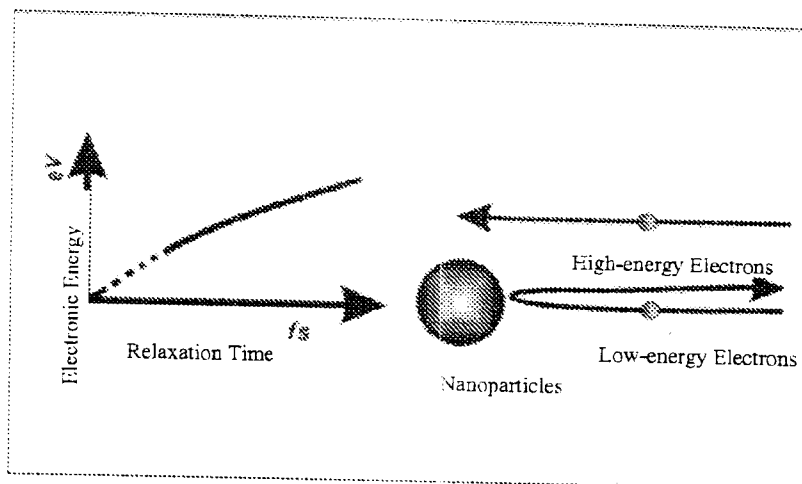 eV
Electronic Energy
fs
Relaxation Time
High-energy Electrons
Low-energy Electrons
Nanoparticles